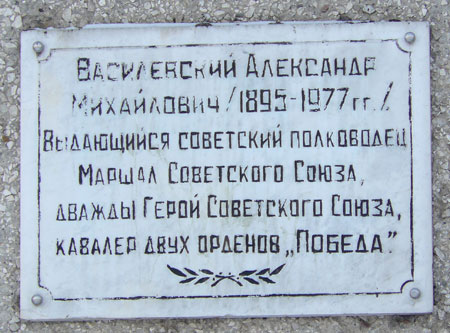 Василевский Александр
Михайлович /1895-1977 гг./
Выдающийся советский полководец
Маршал Советского Союза,
дважды Герой Советского Союза,
кавалер двух орденов „Победа."